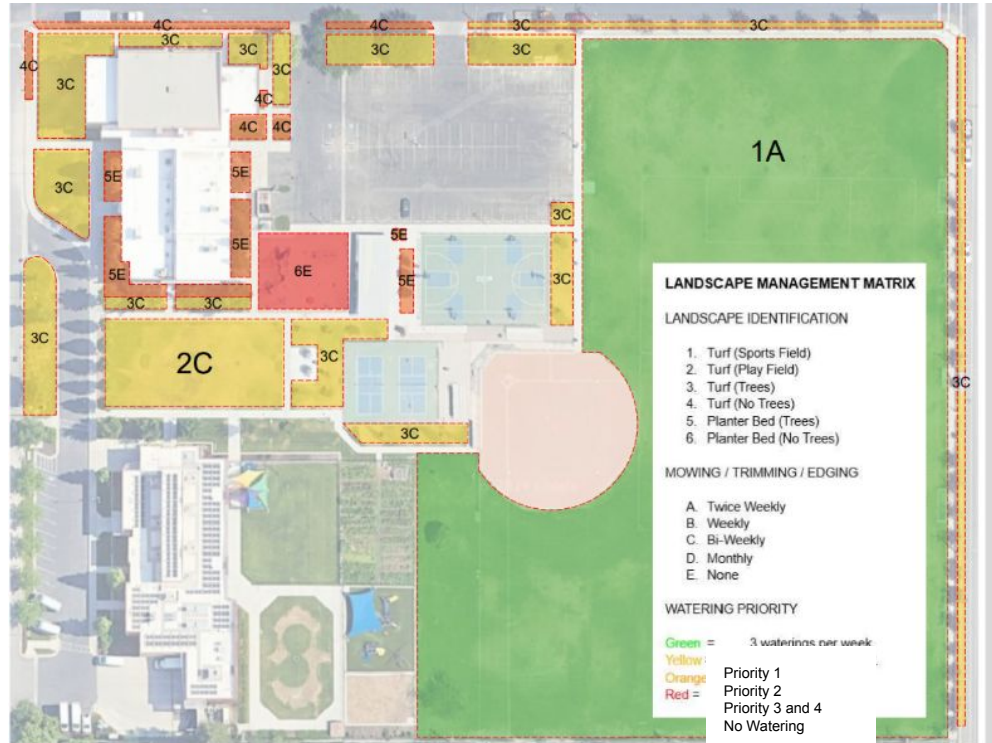 4C
3C
4C
3C
3C
3C
3C
3C
3C
3C
4C
3C
4C
4C
4C
1A
3C
5E
5E
3C
5E
5E
3C
5E
6E
5E
3C
3C
3C
3C
2C
3C
3C
3C
LANDSCAPE MANAGEMENT MATRIX
LANDSCAPE IDENTIFICATION
1. Turf (Sports Field)
2. Turf (Play Field)
3. Turf (Trees)
4. Turf (No Trees)
5. Planter Bed (Trees)
6. Planter Bed (No Trees)
MOWING / TRIMMING / EDGING
A. Twice Weekly
B. Weekly
C. Bi-Weekly
D. Monthly
E. None
WATERING PRIORITY
Green = 3 waterings per week
Yellow
Orange
Red =
Priority 1
Priority 2
Priority 3 and 4
No Watering